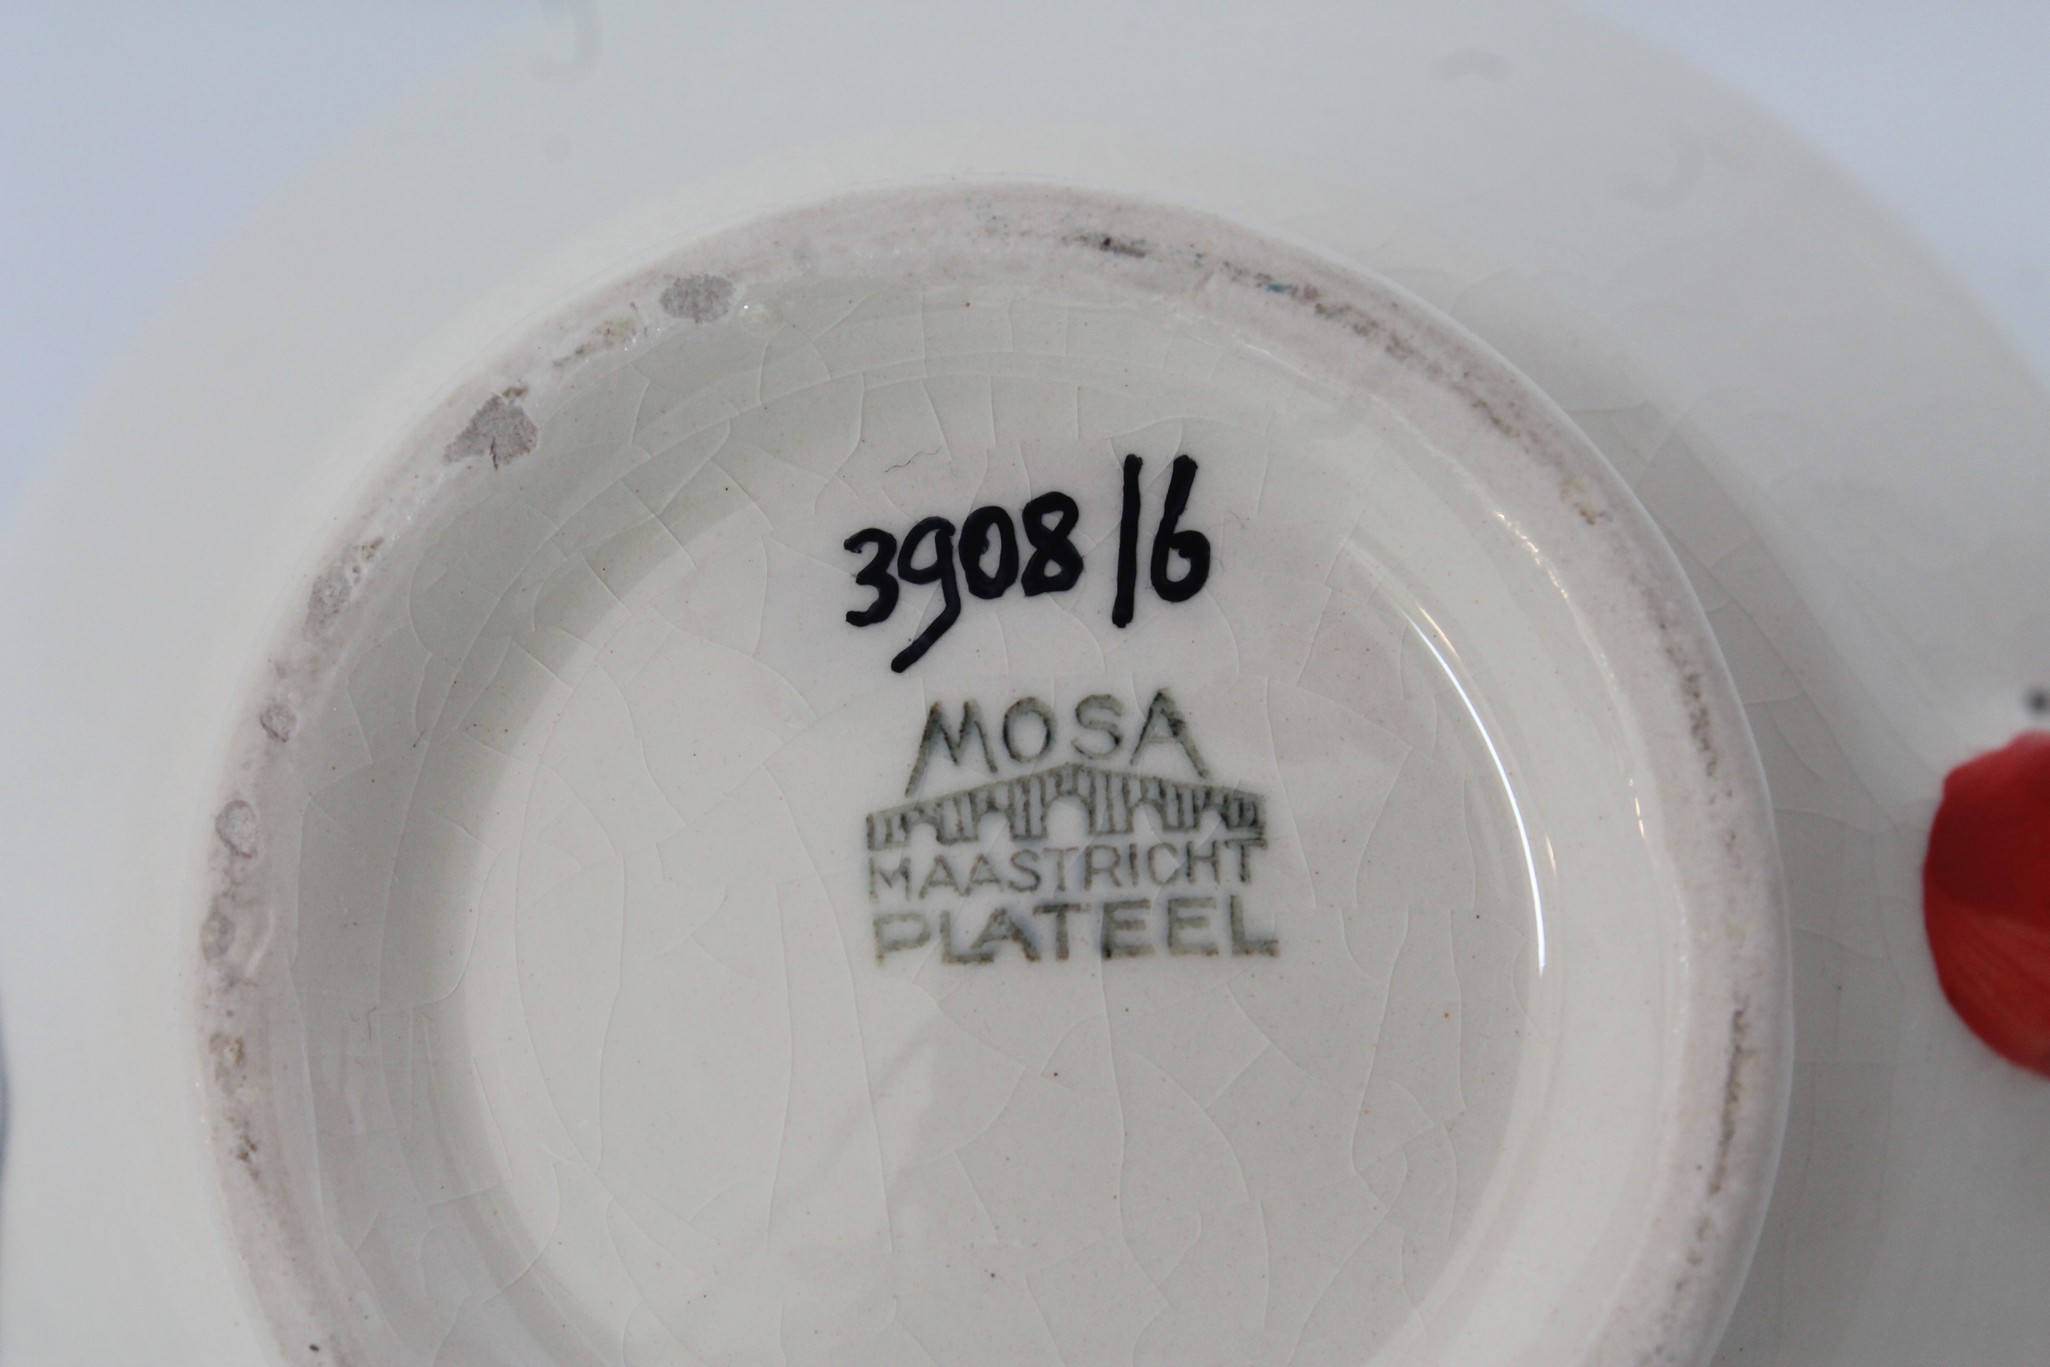 3908/6
MOSA
MAASTRICHT
PLATEEL